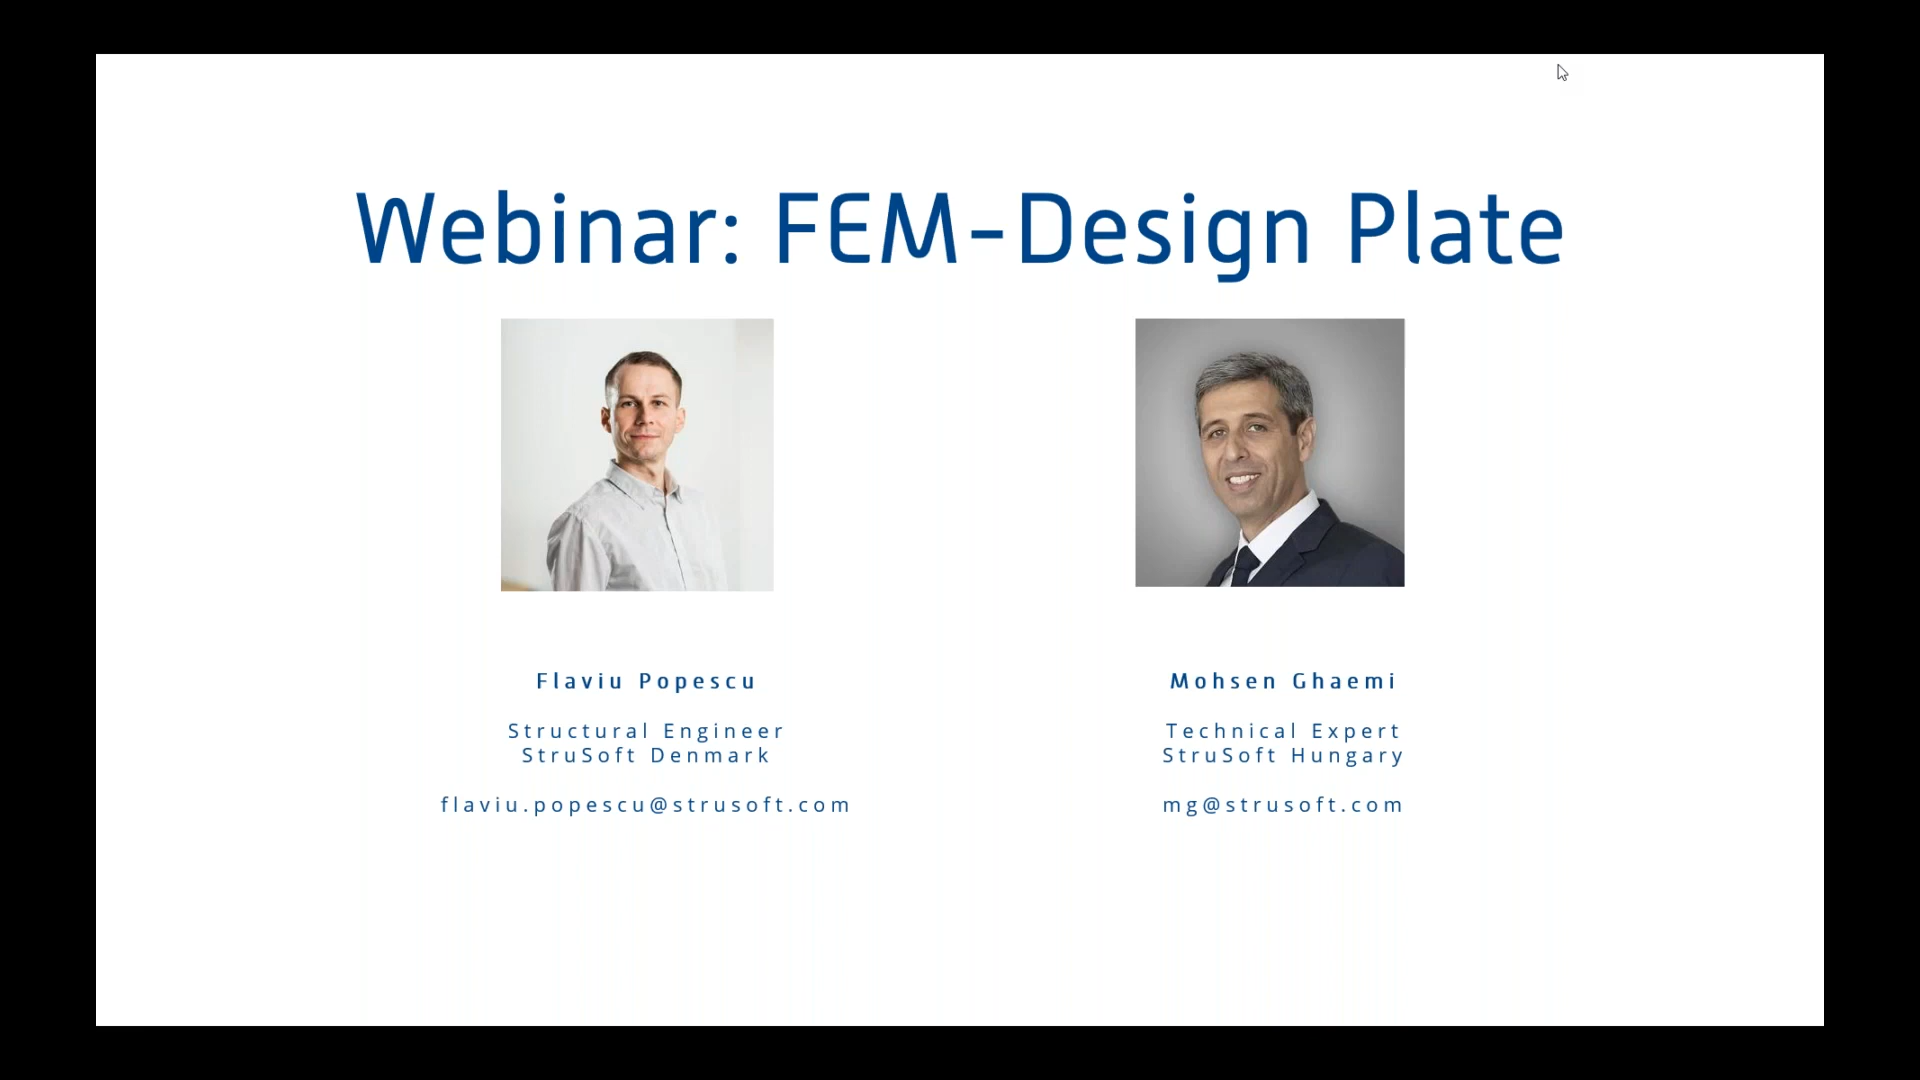 Webinar: FEM-Design Plate
Flaviu Popescu
Structural Engineer
StruSoft Denmark
flaviu.popescu@strusoft.com
Mohsen Ghaemi
Technical Expert
StruSoft Hungary
mg@strusoft.com